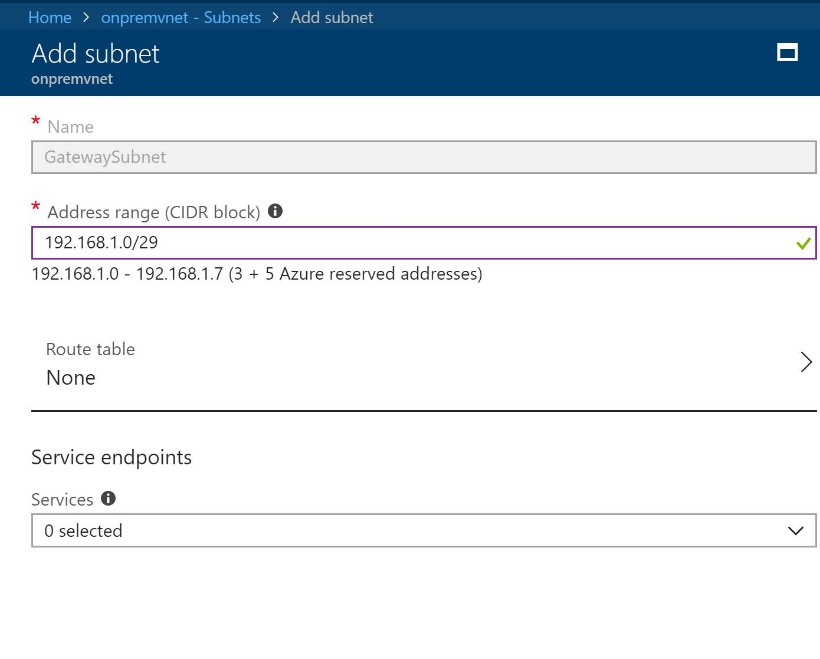 Home > onpremvnet - Subnets > Add subnet
Add subnet
onpremvnet
* Name
GatewaySubnet
* Address range (CIDR block)
192.168.1.0/29
192.168.1.0 - 192.168.1.7 (3 + 5 Azure reserved addresses)
Route table
None
Service endpoints
Services
0 selected